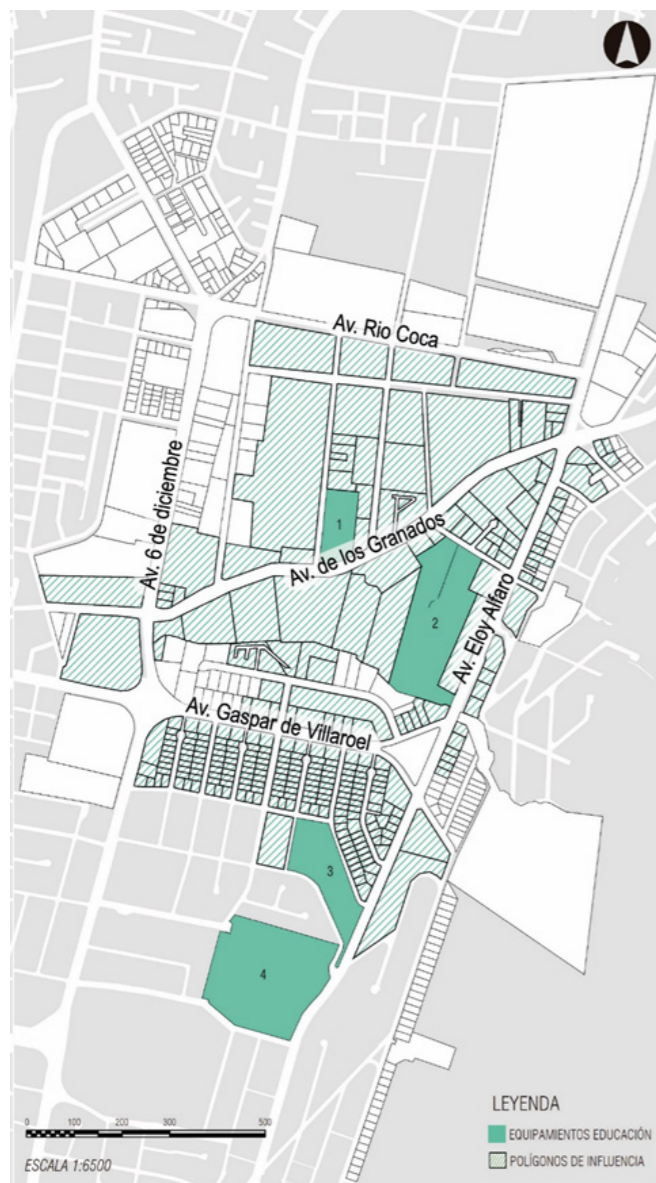 Av. Rio Coca
Av. 6 de diciembre
1
Av. de los Granados
2
Av. Eloy Alfaro
Av. Gaspar de Villaroel
3
4
LEYENDA
EQUIPAMIENTOS EDUCACIÓN
POLÍGONOS DE INFLUENCIA
0 100 200 300 500
ESCALA 1:6500